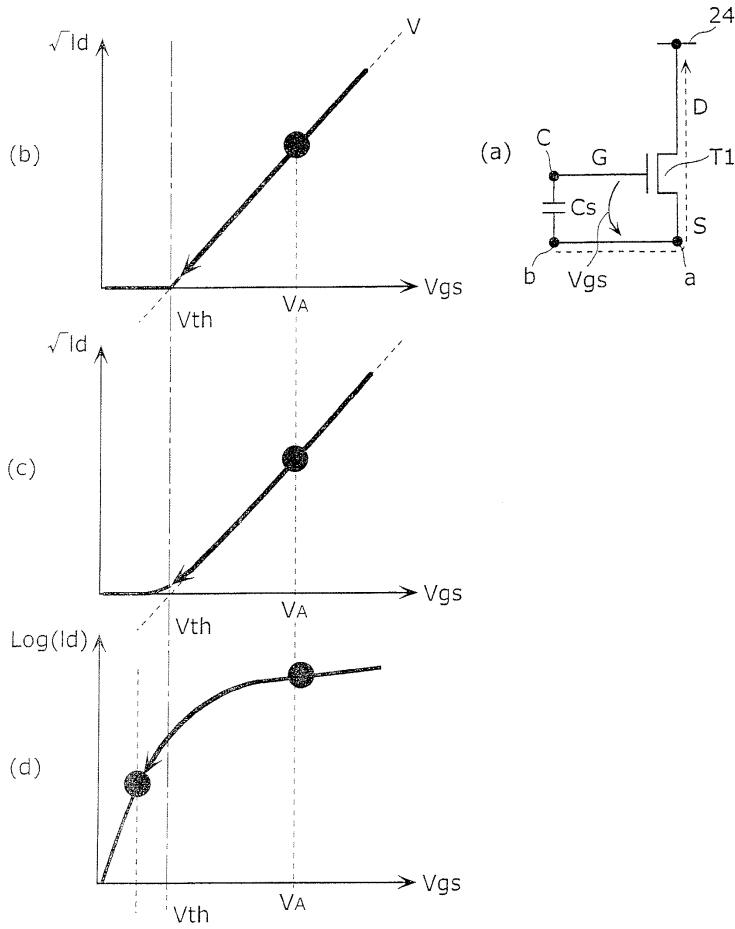 √Id
V
(b)
Vgs
VA
Vth
(a)
24
D
C
G
T1
Cs
S
b
Vgs
a
√Id
(c)
Vgs
VA
Vth
Log(Id)
(d)
Vgs
VA
Vth